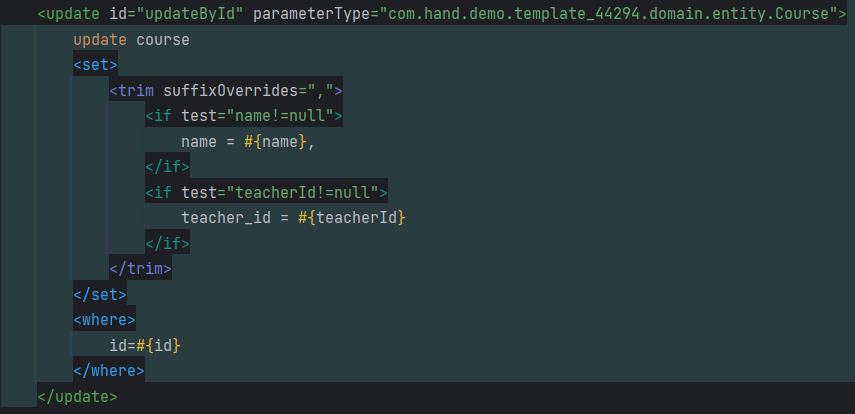 <update id="updateById" parameterType="com.hand.demo.template_44294.domain.entity.Course">
update course
<set>
<trim suffixOverrides=",">
<if test="name!=null">
name = #{name},
</if>
<if test="teacherId!=null">
teacher_id = #{teacherId}
</if>
</trim>
</set>
<where>
id=#{id}
</where>
</update>